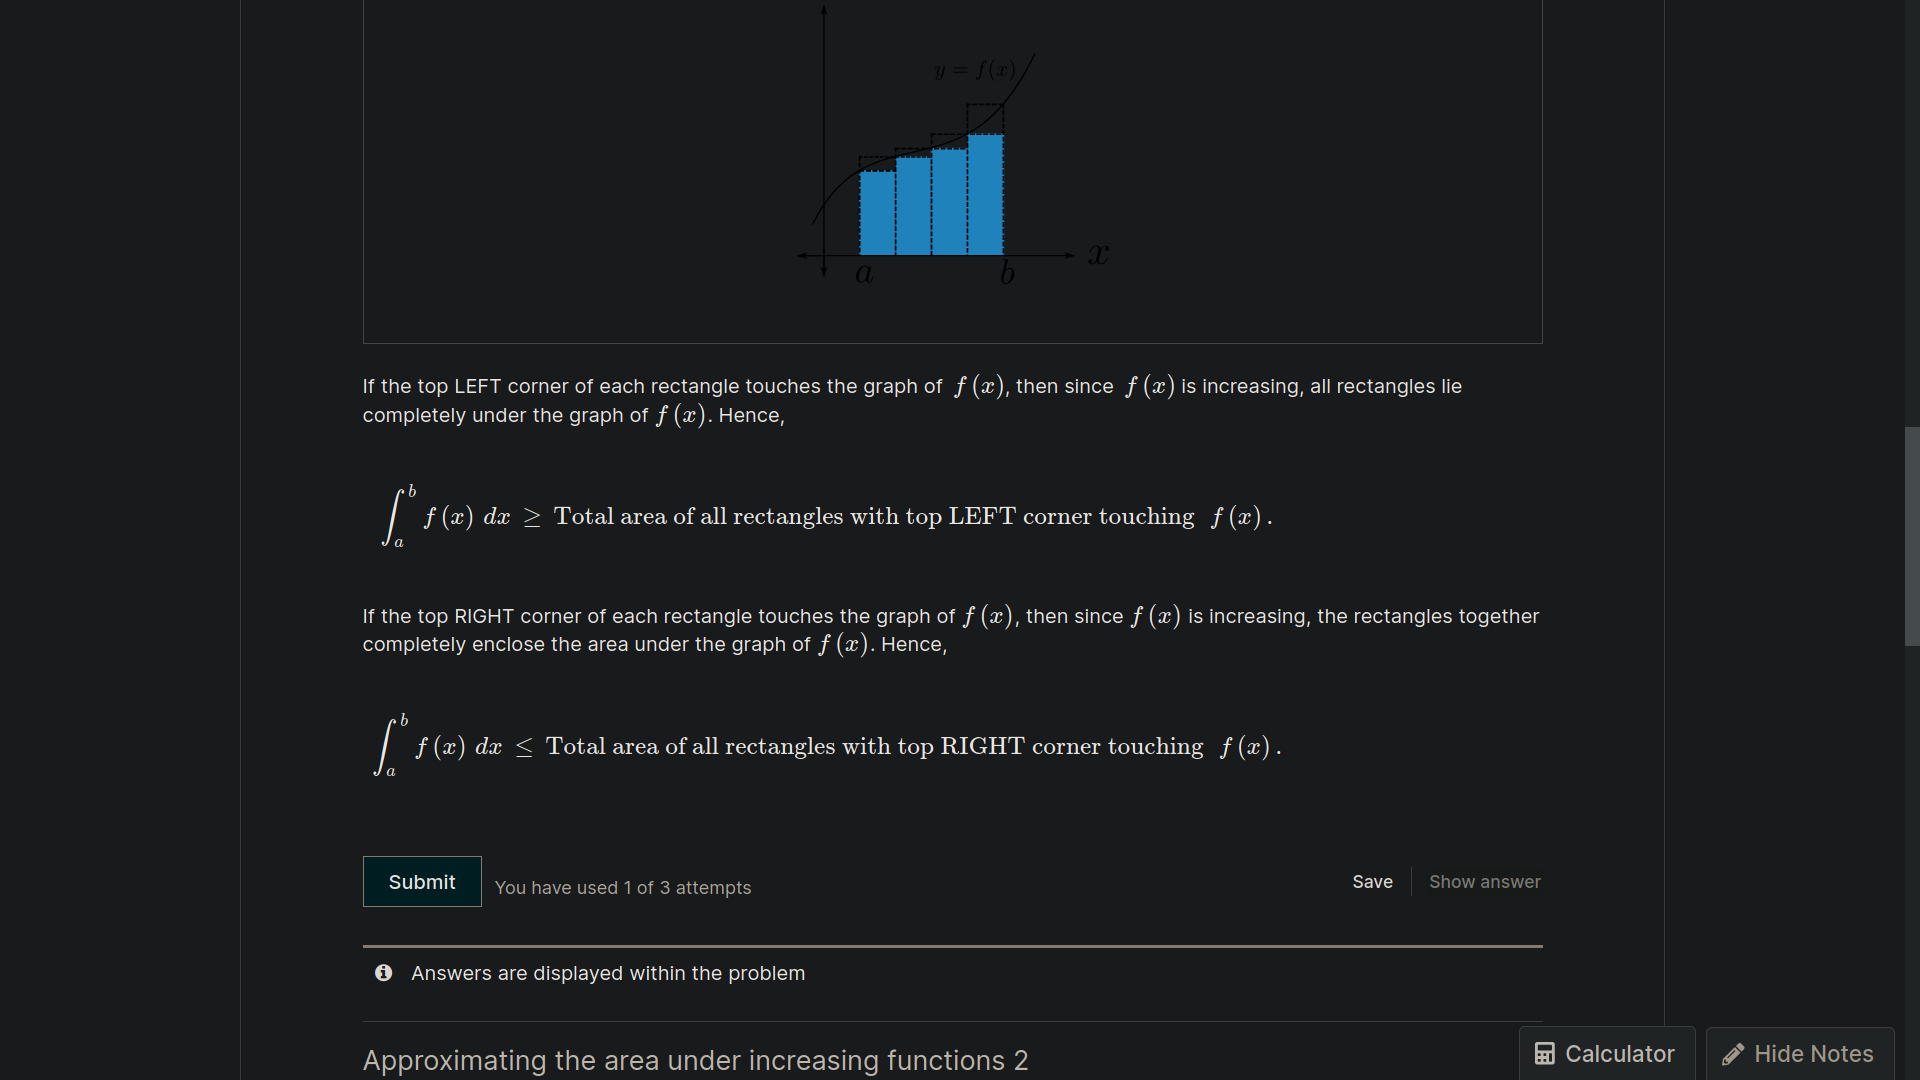 y = f(x)
x
a
b
If the top LEFT corner of each rectangle touches the graph of f (x), then since f (x) is increasing, all rectangles lie
completely under the graph of f (x). Hence,
∫_a^b f (x) dx ≥ Total area of all rectangles with top LEFT corner touching f (x).
If the top RIGHT corner of each rectangle touches the graph of f (x), then since f (x) is increasing, the rectangles together
completely enclose the area under the graph of f (x). Hence,
∫_a^b f (x) dx ≤ Total area of all rectangles with top RIGHT corner touching f (x).
Submit
You have used 1 of 3 attempts
Save
Show answer
Answers are displayed within the problem
Approximating the area under increasing functions 2
Calculator
Hide Notes